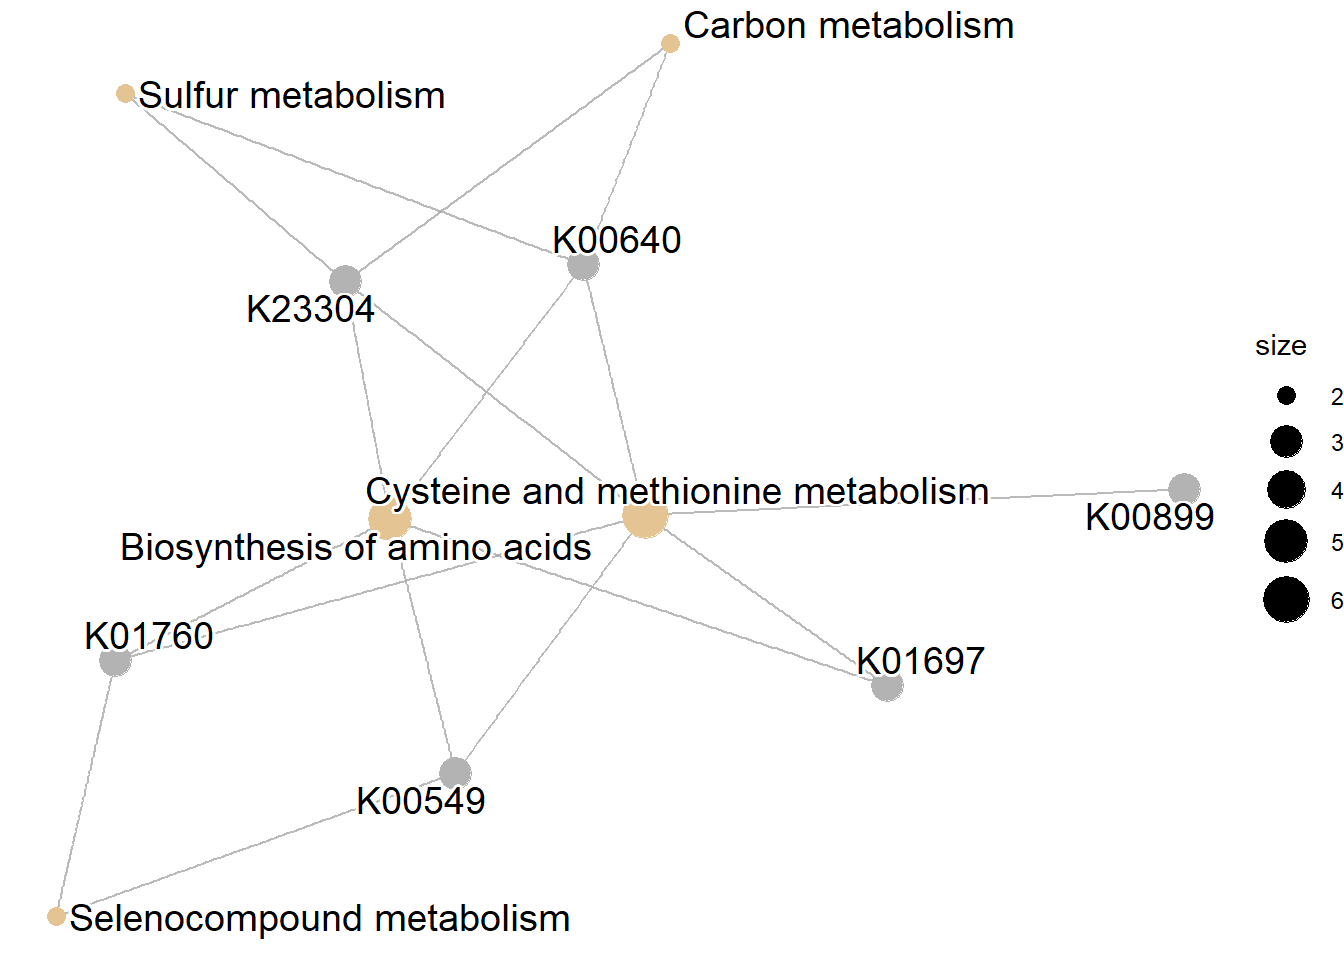 Carbon metabolism
Sulfur metabolism
K00640
K23304
size
2
3
4
5
6
Cysteine and methionine metabolism
K00899
Biosynthesis of amino acids
K01760
K01697
K00549
Selenocompound metabolism